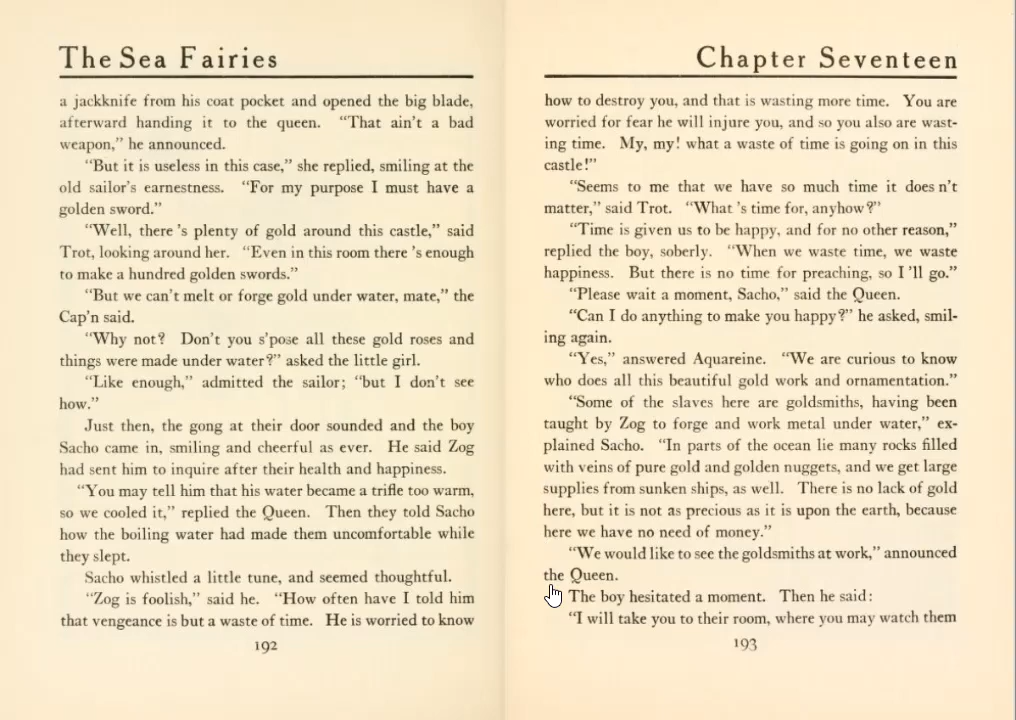 The Sea Fairies
a jackknife from his coat pocket and opened the big blade,
afterward handing it to the queen. “That ain’t a bad
weapon,” he announced.
“But it is useless in this case,” she replied, smiling at the
old sailor’s earnestness. “For my purpose I must have a
golden sword.”
“Well, there ’s plenty of gold around this castle,” said
Trot, looking around her. “Even in this room there ’s enough
to make a hundred golden swords.”
“But we can’t melt or forge gold under water, mate,” the
Cap’n said.
“Why not? Don’t you s’pose all these gold roses and
things were made under water?” asked the little girl.
“Like enough,” admitted the sailor; “but I don’t see
how.”
Just then, the gong at their door sounded and the boy
Sacho came in, smiling and cheerful as ever. He said Zog
had sent him to inquire after their health and happiness.
“You may tell him that his water became a trifle too warm,
so we cooled it,” replied the Queen. Then they told Sacho
how the boiling water had made them uncomfortable while
they slept.
Sacho whistled a little tune, and seemed thoughtful.
“Zog is foolish,” said he. “How often have I told him
that vengeance is but a waste of time. He is worried to know
192
Chapter Seventeen
how to destroy you, and that is wasting more time. You are
worried for fear he will injure you, and so you also are wast-
ing time. My, my! what a waste of time is going on in this
castle!”
“Seems to me that we have so much time it does n’t
matter,” said Trot. “What ’s time for, anyhow?”
“Time is given us to be happy, and for no other reason,”
replied the boy, soberly. “When we waste time, we waste
happiness. But there is no time for preaching, so I ’ll go.”
“Please wait a moment, Sacho,” said the Queen.
“Can I do anything to make you happy?” he asked, smil-
ing again.
“Yes,” answered Aquareine. “We are curious to know
who does all this beautiful gold work and ornamentation.”
“Some of the slaves here are goldsmiths, having been
taught by Zog to forge and work metal under water,” ex-
plained Sacho. “In parts of the ocean lie many rocks filled
with veins of pure gold and golden nuggets, and we get large
supplies from sunken ships, as well. There is no lack of gold
here, but it is not as precious as it is upon the earth, because
here we have no need of money.”
“We would like to see the goldsmiths at work,” announced
the Queen.
The boy hesitated a moment. Then he said:
“I will take you to their room, where you may watch them
193